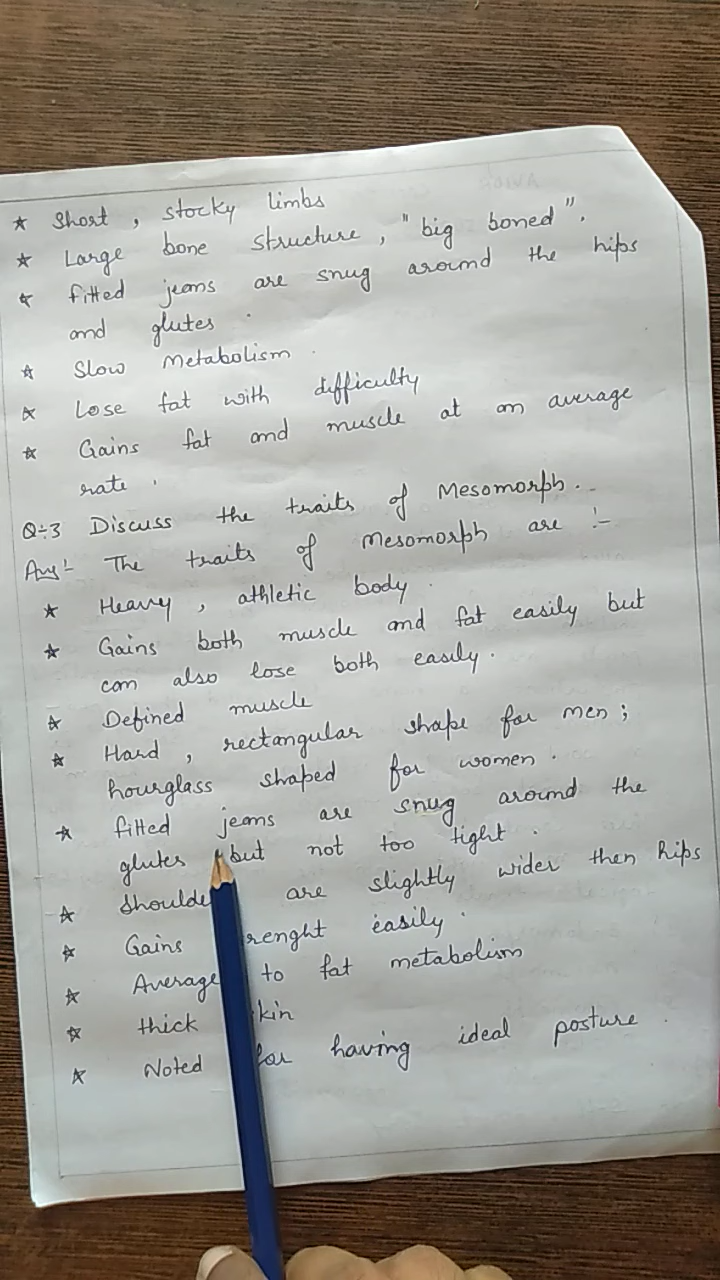 ★ Short , stocky limbs
★ Large bone structure , "big boned".
★ fitted jeans are snug around the hips
and glutes .
★ Slow Metabolism .
★ Lose fat with difficulty
★ Gains fat and muscle at an average
rate .
Q÷3 Discuss the traits of Mesomorph .
Ans! The traits of Mesomorph are :-
★ Heavy , athletic body .
★ Gains both muscle and fat easily but
can also lose both easily .
★ Defined muscle
★ Hard , rectangular shape for men ;
hourglass shaped for women .
★ fitted jeans are snug around the
glutes but not too tight .
★ Shoulde are slightly wider then hips
★ Gains renght easily .
★ Average to fat metabolism
★ thick kin
★ Noted for having ideal posture .